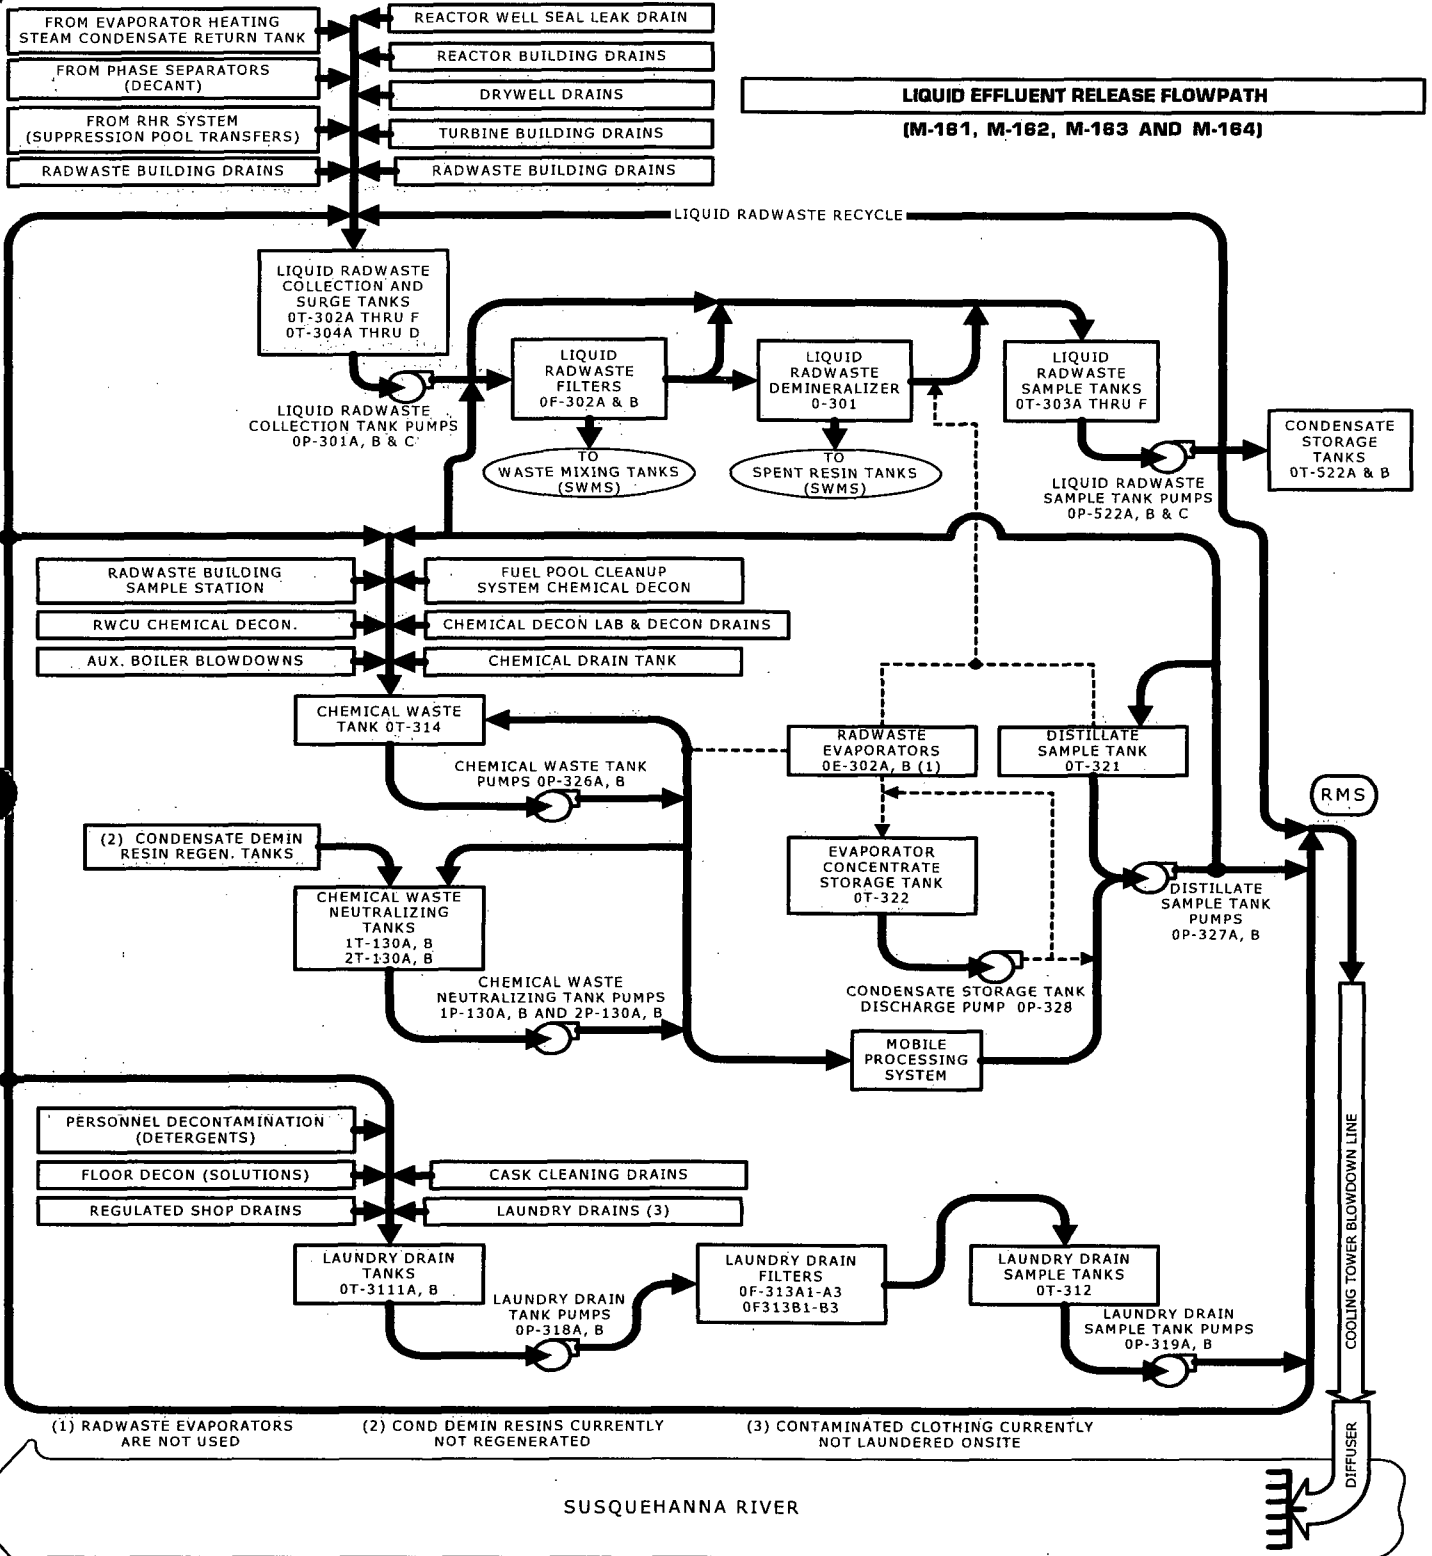 FROM EVAPORATOR HEATING
STEAM CONDENSATE RETURN TANK
FROM PHASE SEPARATORS
(DECANT)
FROM RHR SYSTEM
(SUPPRESSION POOL TRANSFERS)
RADWASTE BUILDING DRAINS
REACTOR WELL SEAL LEAK DRAIN
REACTOR BUILDING DRAINS
DRYWELL DRAINS
TURBINE BUILDING DRAINS
RADWASTE BUILDING DRAINS
LIQUID EFFLUENT RELEASE FLOWPATH
(M-161, M-162, M-163 AND M-164)
LIQUID RADWASTE RECYCLE
LIQUID RADWASTE
COLLECTION AND
SURGE TANKS
0T-302A THRU F
0T-304A THRU D
LIQUID RADWASTE
COLLECTION TANK PUMPS
0P-301A, B & C
LIQUID
RADWASTE
FILTERS
0F-302A & B
TO
WASTE MIXING TANKS
(SWMS)
LIQUID
RADWASTE
DEMINERALIZER
0-301
TO
SPENT RESIN TANKS
(SWMS)
LIQUID
RADWASTE
SAMPLE TANKS
0T-303A THRU F
LIQUID RADWASTE
SAMPLE TANK PUMPS
0P-522A, B & C
CONDENSATE
STORAGE
TANKS
0T-522A & B
RADWASTE BUILDING
SAMPLE STATION
RWCU CHEMICAL DECON.
AUX. BOILER BLOWDOWNS
FUEL POOL CLEANUP
SYSTEM CHEMICAL DECON
CHEMICAL DECON LAB & DECON DRAINS
CHEMICAL DRAIN TANK
CHEMICAL WASTE
TANK 0T-314
CHEMICAL WASTE TANK
PUMPS 0P-326A, B
(2) CONDENSATE DEMIN
RESIN REGEN. TANKS
CHEMICAL WASTE
NEUTRALIZING
TANKS
1T-130A, B
2T-130A, B
CHEMICAL WASTE
NEUTRALIZING TANK PUMPS
1P-130A, B AND 2P-130A, B
RADWASTE
EVAPORATORS
0E-302A, B (1)
DISTILLATE
SAMPLE TANK
0T-321
EVAPORATOR
CONCENTRATE
STORAGE TANK
0T-322
CONDENSATE STORAGE TANK
DISCHARGE PUMP 0P-328
DISTILLATE
SAMPLE TANK
PUMPS
0P-327A, B
RMS
MOBILE
PROCESSING
SYSTEM
PERSONNEL DECONTAMINATION
(DETERGENTS)
FLOOR DECON (SOLUTIONS)
REGULATED SHOP DRAINS
CASK CLEANING DRAINS
LAUNDRY DRAINS (3)
LAUNDRY DRAIN
TANKS
0T-3111A, B
LAUNDRY DRAIN
TANK PUMPS
0P-318A, B
LAUNDRY DRAIN
FILTERS
0F-313A1-A3
0F313B1-B3
LAUNDRY DRAIN
SAMPLE TANKS
0T-312
LAUNDRY DRAIN
SAMPLE TANK PUMPS
0P-319A, B
COOLING TOWER BLOWDOWN LINE
DIFFUSER
(1) RADWASTE EVAPORATORS
ARE NOT USED
(2) COND DEMIN RESINS CURRENTLY
NOT REGENERATED
(3) CONTAMINATED CLOTHING CURRENTLY
NOT LAUNDERED ONSITE
SUSQUEHANNA RIVER